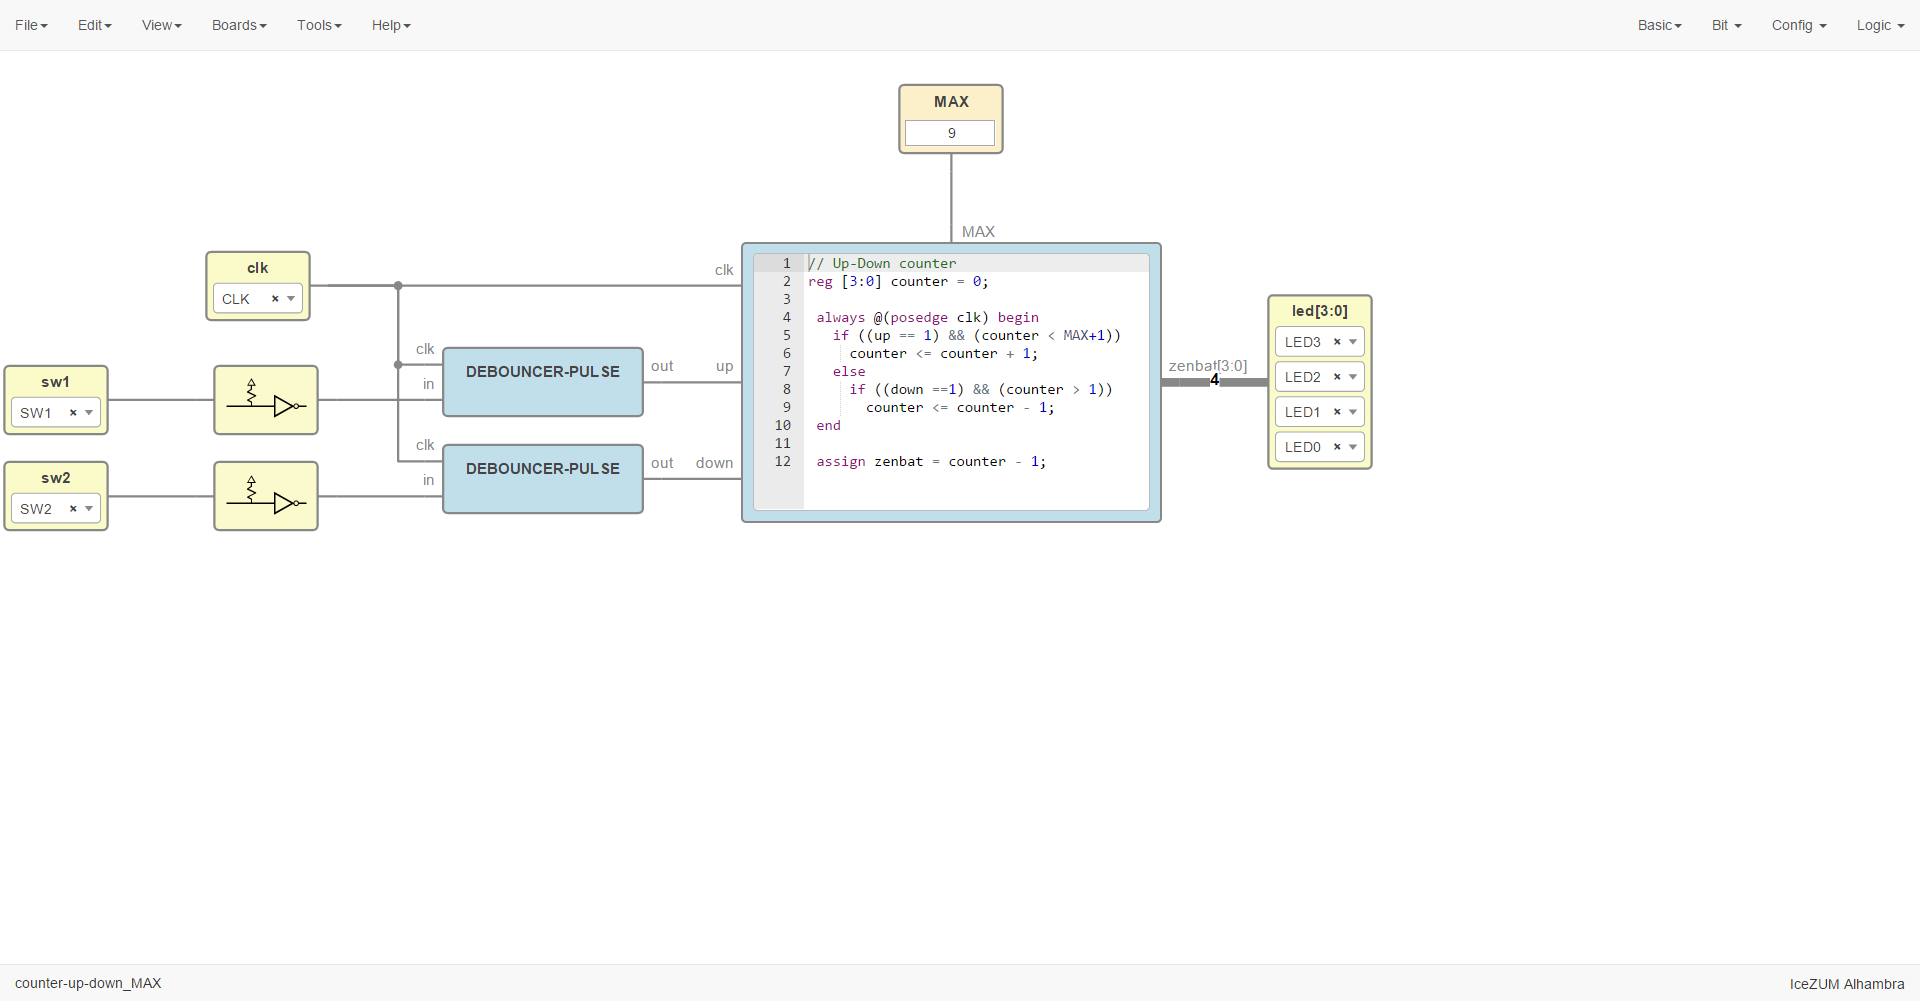 File Edit View Boards Tools Help Basic Bit Config Logic
MAX
9
MAX
clk
CLK × 
clk
sw1
SW1 ×
clk
in
DEBOUNCER-PULSE
out
up
sw2
SW2 ×
clk
in
DEBOUNCER-PULSE
out
down
1 // Up-Down counter
2 reg [3:0] counter = 0;
3
4 always @(posedge clk) begin
5 if ((up == 1) && (counter < MAX+1))
6 counter <= counter + 1;
7 else
8 if ((down ==1) && (counter > 1))
9 counter <= counter - 1;
10 end
11
12 assign zenbat = counter - 1;
zenbat[3:0]
4
led[3:0]
LED3 ×
LED2 ×
LED1 ×
LED0 ×
counter-up-down_MAX
IceZUM Alhambra